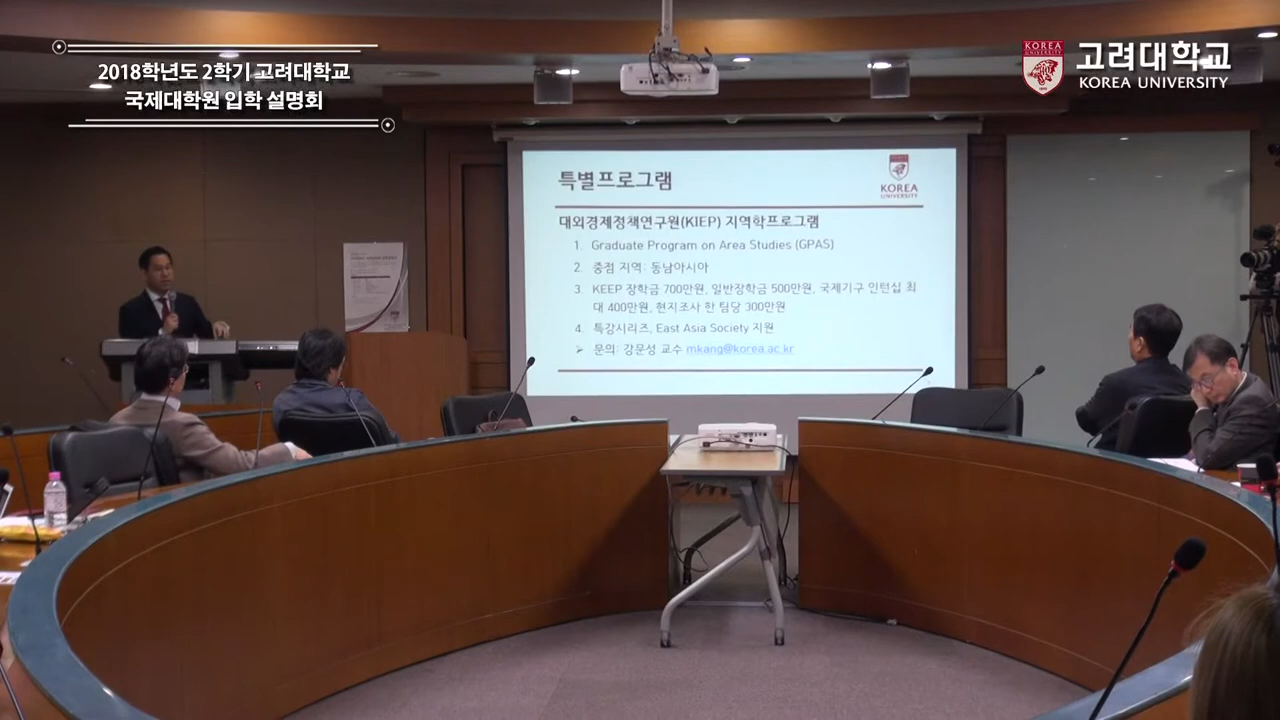 2018학년도 2학기 고려대학교
국제대학원 입학 설명회
KOREA
UNIVERSITY
고려대학교
KOREA UNIVERSITY
특별프로그램
KOREA
UNIVERSITY
대외경제정책연구원(KIEP) 지역학프로그램
1. Graduate Program on Area Studies (GPAS)
2. 중점 지역: 동남아시아
3. KEEP 장학금 700만원, 일반장학금 500만원, 국제기구 인턴십 최
대 400만원, 현지조사 한 팀당 300만원
4. 특강시리즈, East Asia Society 지원
➢ 문의: 강문성 교수 mkang@korea.ac.kr